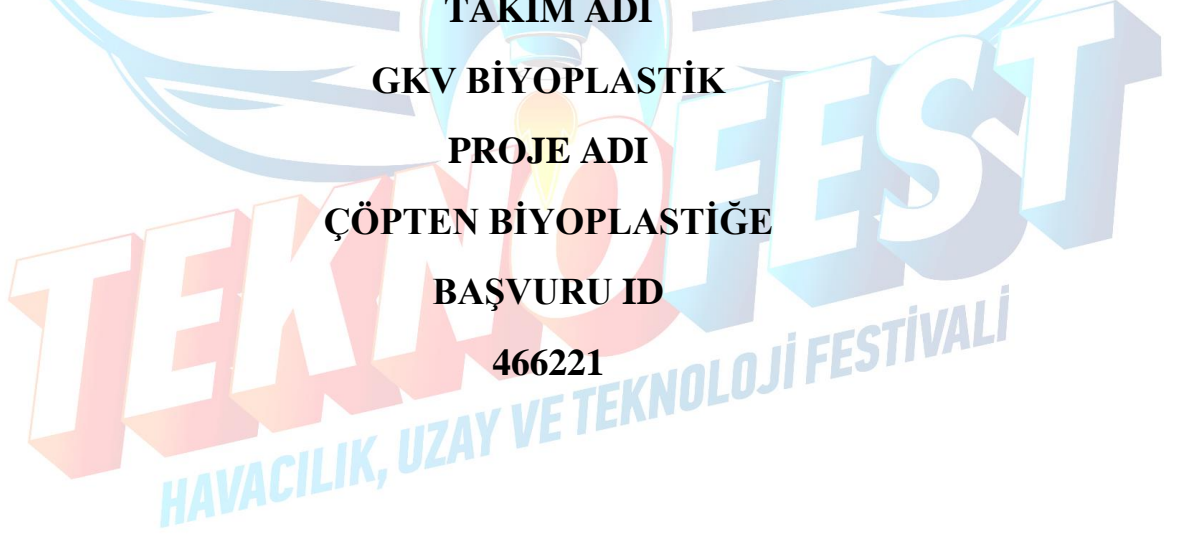 TAKIM ADI
GKV BİYOPLASTİK
PROJE ADI
ÇÖPTEN BİYOPLASTİĞE
BAŞVURU ID
466221
TEKNOFEST
HAVACILIK, UZAY VE TEKNOLOJİ FESTİVALİ